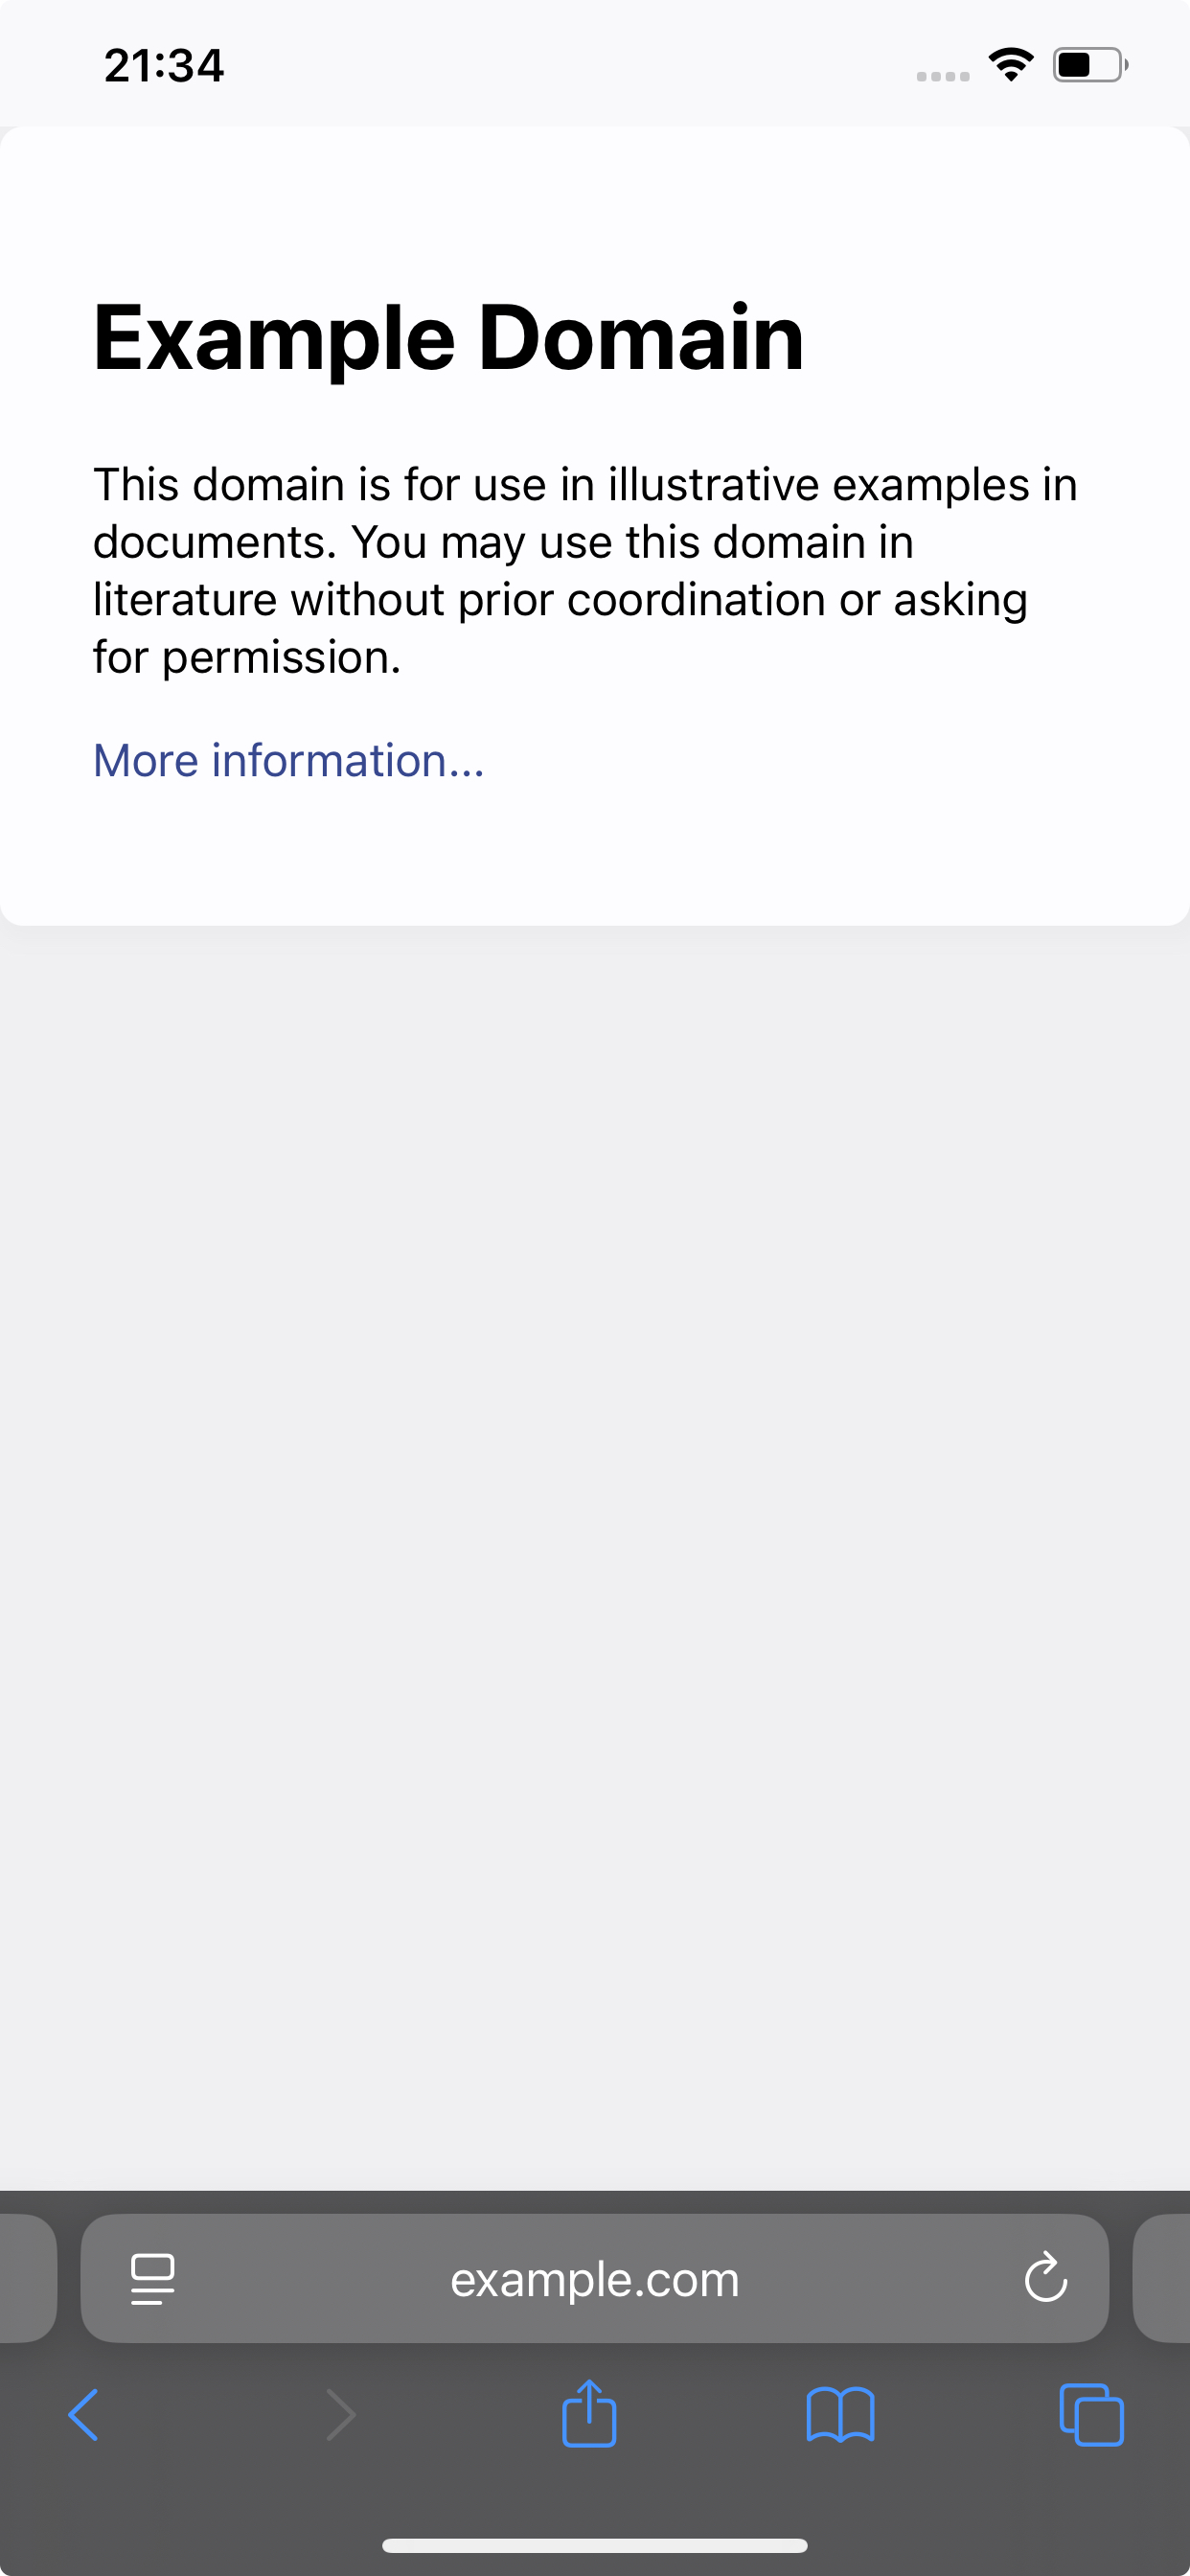 21:34
Example Domain
This domain is for use in illustrative examples in
documents. You may use this domain in
literature without prior coordination or asking
for permission.
More information...
example.com